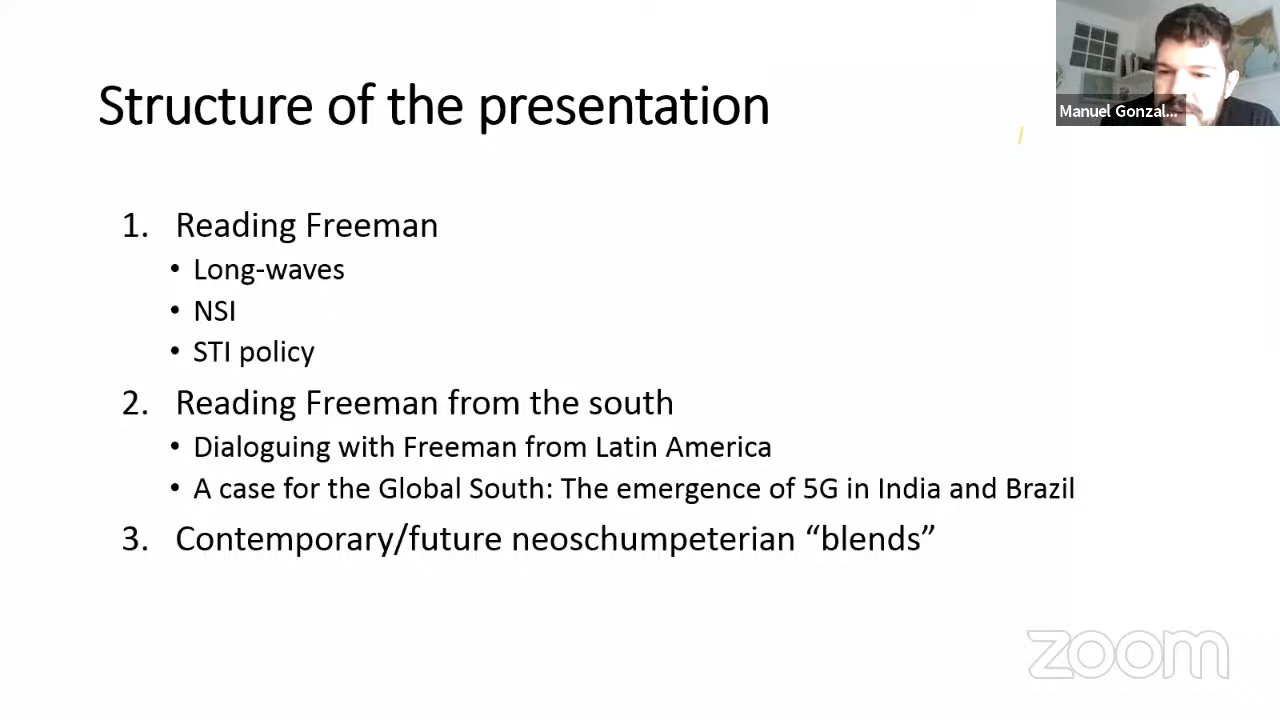 Structure of the presentation
Manuel Gonzal...
1. Reading Freeman
• Long-waves
• NSI
• STI policy
2. Reading Freeman from the south
• Dialoguing with Freeman from Latin America
• A case for the Global South: The emergence of 5G in India and Brazil
3. Contemporary/future neoschumpeterian “blends”
zoom